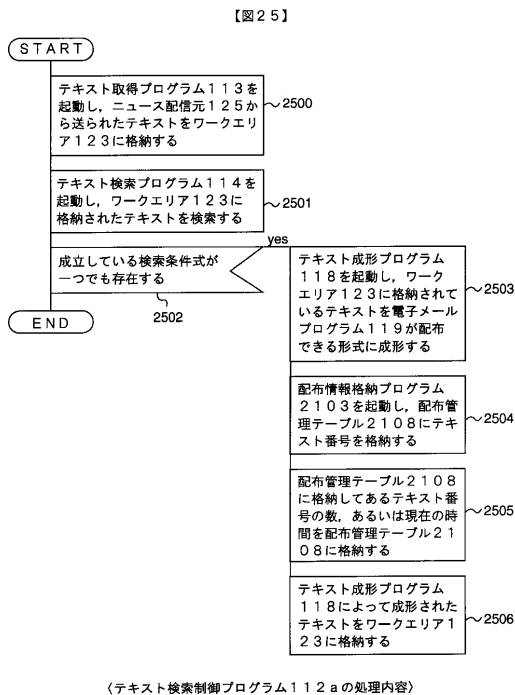 【図２５】
ＳＴＡＲＴ
テキスト取得プログラム１１３を
起動し，ニュース配信元１２５か
ら送られたテキストをワークエリ
ア１２３に格納する
2500
テキスト検索プログラム１１４を
起動し，ワークエリア１２３に
格納されたテキストを検索する
2501
成立している検索条件式が
一つでも存在する
yes
2502
ＥＮＤ
テキスト成形プログラム
１１８を起動し，ワーク
エリア１２３に格納されて
いるテキストを電子メール
プログラム１１９が配布
できる形式に成形する
2503
配布情報格納プログラム
２１０３を起動し，配布管
理テーブル２１０８にテキ
スト番号を格納する
2504
配布管理テーブル２１０８
に格納してあるテキスト番
号の数，あるいは現在の時
間を配布管理テーブル２１
０８に格納する
2505
テキスト成形プログラム
１１８によって成形された
テキストをワークエリア１
２３に格納する
2506
〈テキスト検索制御プログラム１１２ａの処理内容〉